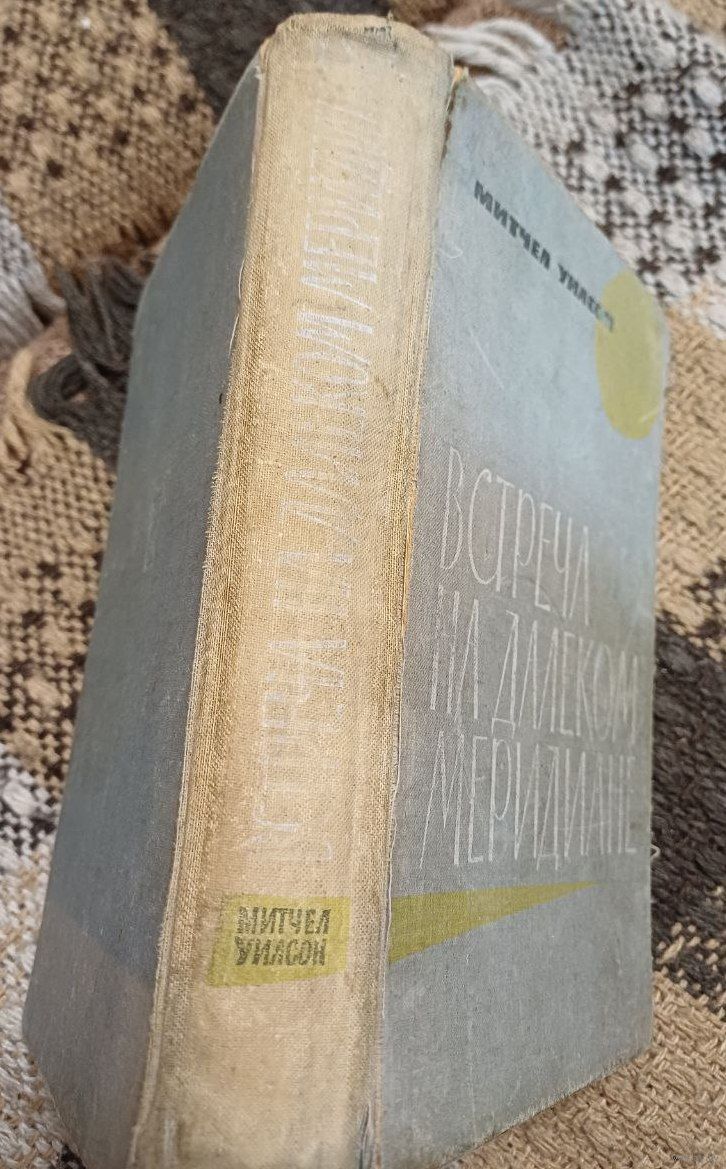 МИТЧЕЛ УИЛСОН
ВСТРЕЧА
НА ДАЛЕКОМ
МЕРИДИАНЕ
ВСТРЕЧА НА ДАЛЕКОМ МЕРИДИАНЕ
МИТЧЕЛ
УИЛСОН